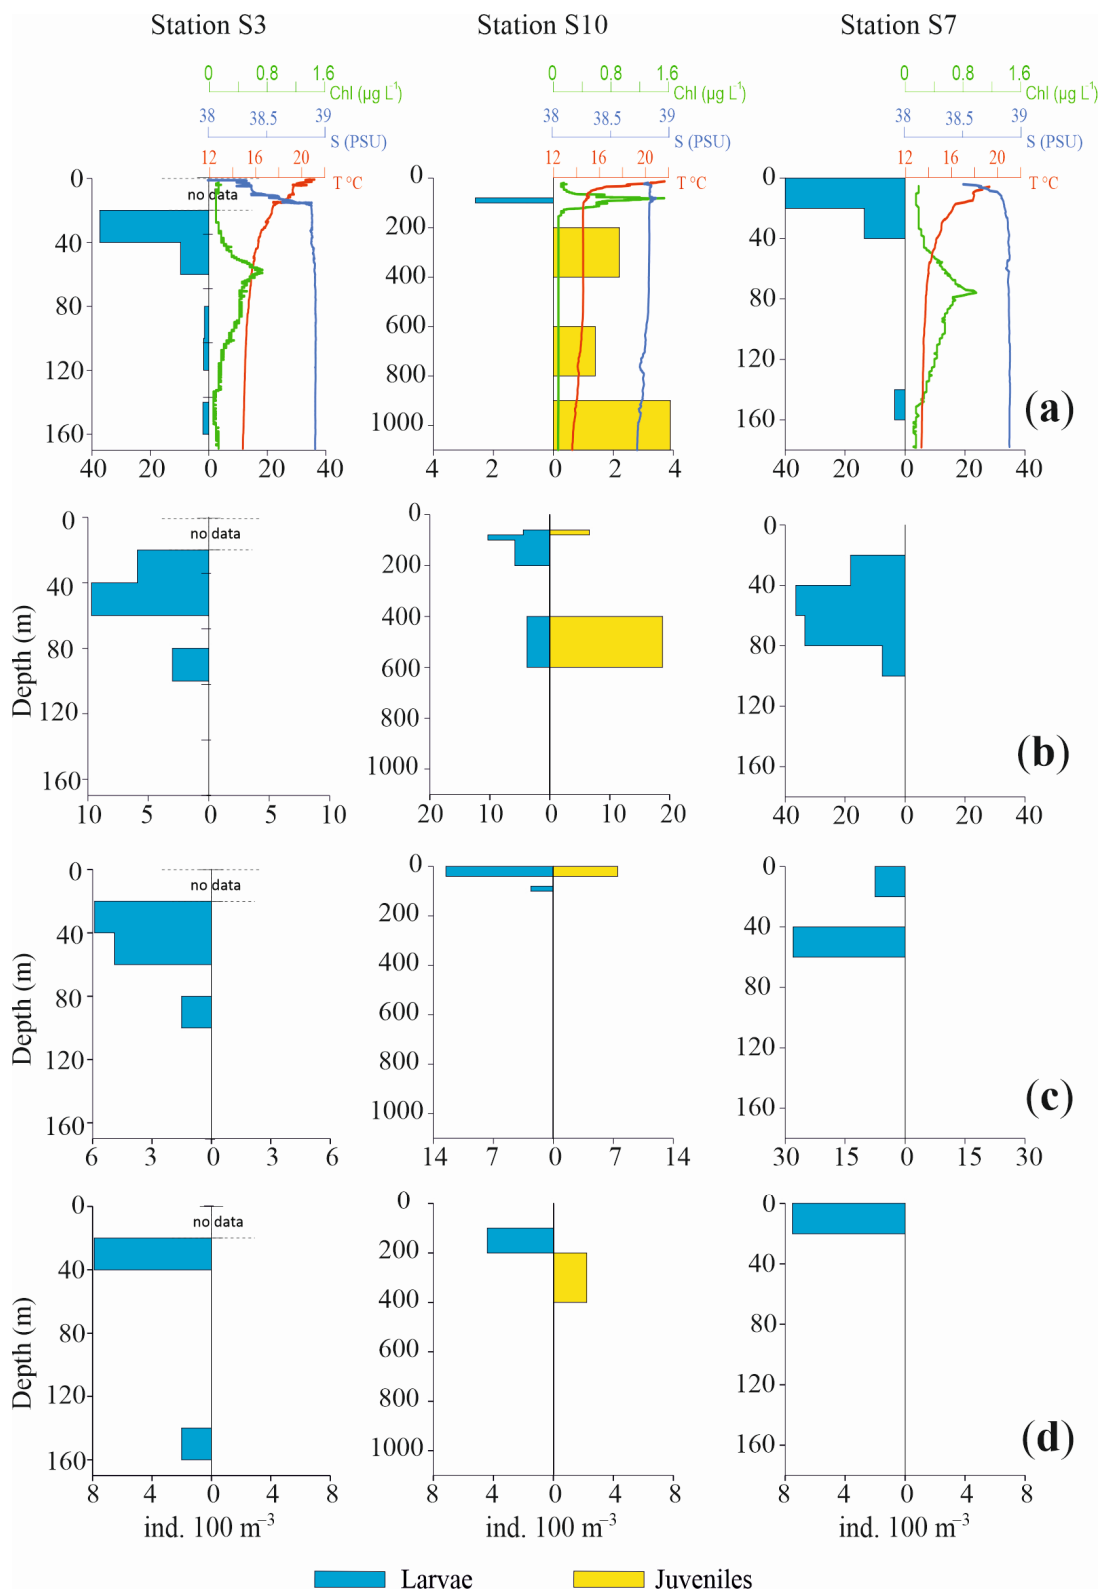 Station S3 Station S10 Station S7
0 0.8 1.6 0 0.8 1.6 0 0.8 1.6
Chl (µg L⁻¹) Chl (µg L⁻¹) Chl (µg L⁻¹)
38 38.5 39 38 38.5 39 38 38.5 39
S (PSU) S (PSU) S (PSU)
12 16 20 12 16 20 12 16 20
T °C T °C T °C
0 no data 0 0
40 200 40
400
80 600 80
120 800 120
(a)
160 1000 160
40 20 0 20 40 4 2 0 2 4 40 20 0 20 40
0 no data 0 0
Depth (m)
40 200 40
400
80 600 80
120 800 120
(b)
160 1000 160
10 5 0 5 10 20 10 0 10 20 40 20 0 20 40
0 no data 0 0
Depth (m)
40 200 40
400
80 600 80
120 800 120
(c)
160 1000 160
6 3 0 3 6 14 7 0 7 14 30 15 0 15 30
0 no data 0 0
Depth (m)
40 200 40
400
80 600 80
120 800 120
(d)
160 1000 160
8 4 0 4 8 8 4 0 4 8 8 4 0 4 8
ind. 100 m⁻³ ind. 100 m⁻³ ind. 100 m⁻³
Larvae Juveniles